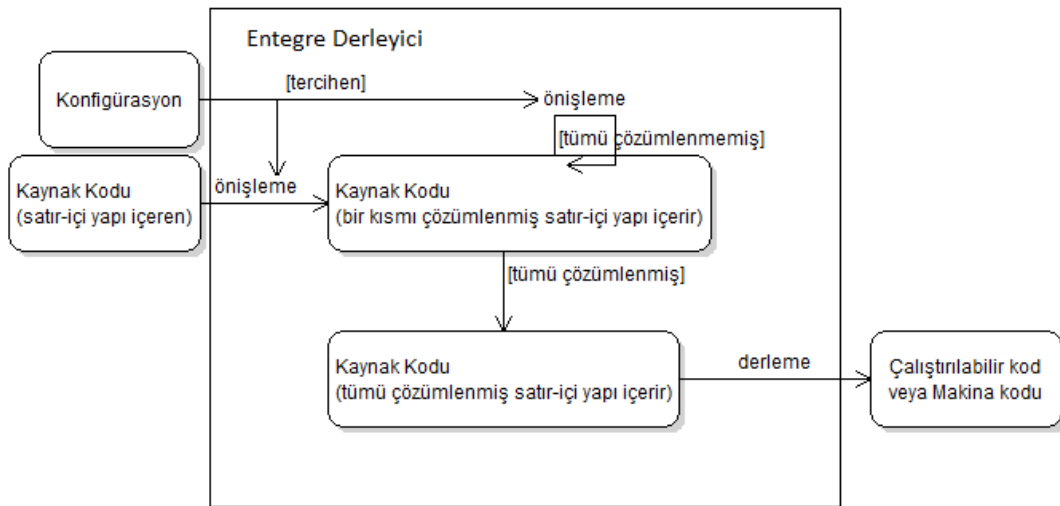 Entegre Derleyici
[tercihen]
Konfigürasyon
önişleme
[tümü çözümlenmemiş]
Kaynak Kodu
(satır-içi yapı içeren)
önişleme
Kaynak Kodu
(bir kısmı çözümlenmiş satır-içi yapı içerir)
[tümü çözümlenmiş]
Kaynak Kodu
(tümü çözümlenmiş satır-içi yapı içerir)
derleme
Çalıştırılabilir kod
veya Makina kodu